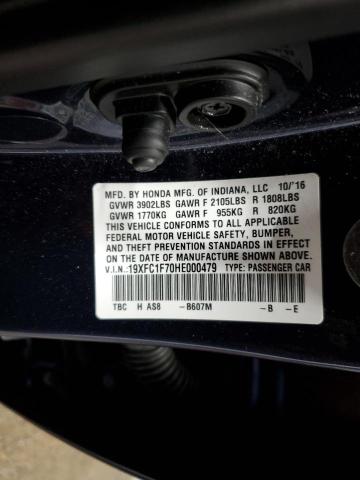 MFD. BY HONDA MFG. OF INDIANA, LLC 10/'16
GVWR 3902LBS GAWR F 2105LBS R 1808LBS
GVWR 1770KG GAWR F 955KG R 820KG
THIS VEHICLE CONFORMS TO ALL APPLICABLE
FEDERAL MOTOR VEHICLE SAFETY, BUMPER,
AND THEFT PREVENTION STANDARDS IN EFFECT
ON THE DATE OF MANUFACTURE SHOWN ABOVE.
V.I.N.: 19XFC1F70HE000479 TYPE: PASSENGER CAR
TBC H AS8 -B607M -B -E